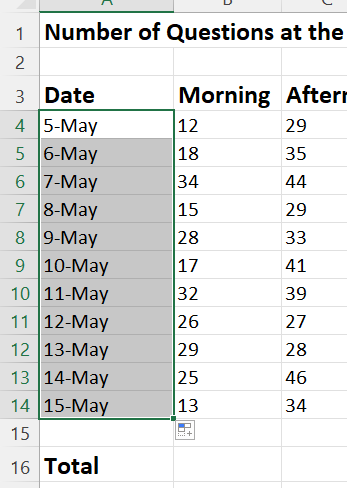 1 Number of Questions at the
2
3 Date Morning
4 5-May 12 29
5 6-May 18 35
6 7-May 34 44
7 8-May 15 29
8 9-May 28 33
9 10-May 17 41
10 11-May 32 39
11 12-May 26 27
12 13-May 29 28
13 14-May 25 46
14 15-May 13 34
15
16 Total